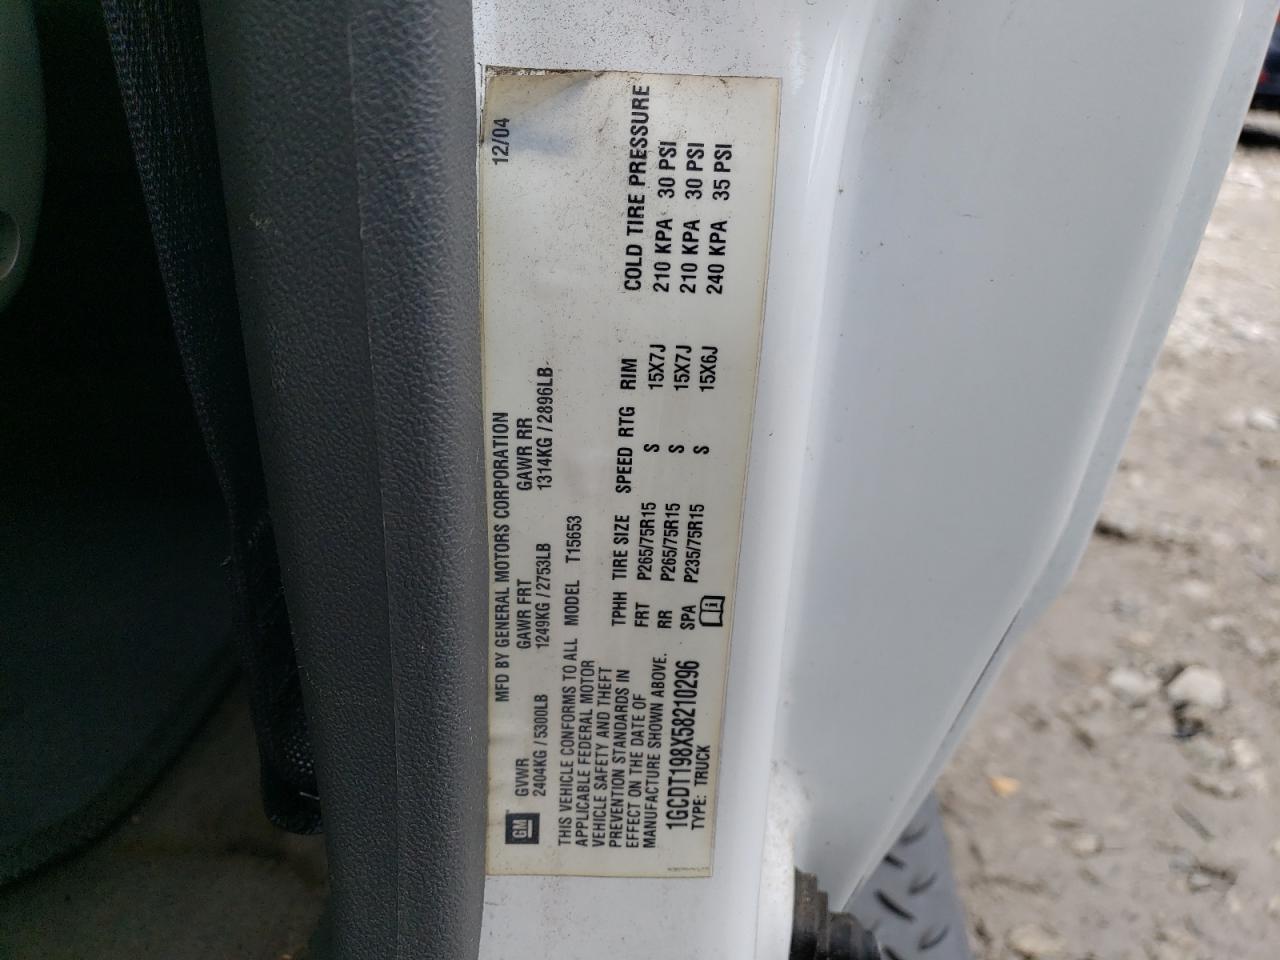 MFD BY GENERAL MOTORS CORPORATION 12/04
GM
GVWR GAWR FRT GAWR RR
2404KG / 5300LB 1249KG / 2753LB 1314KG / 2896LB
THIS VEHICLE CONFORMS TO ALL
APPLICABLE FEDERAL MOTOR
VEHICLE SAFETY AND THEFT
PREVENTION STANDARDS IN
EFFECT ON THE DATE OF
MANUFACTURE SHOWN ABOVE.
1GCDT198X58210296
TYPE: TRUCK
MODEL T15653
TPHH TIRE SIZE SPEED RTG RIM COLD TIRE PRESSURE
FRT P265/75R15 S 15X7J 210 KPA 30 PSI
RR P265/75R15 S 15X7J 210 KPA 30 PSI
SPA P235/75R15 S 15X6J 240 KPA 35 PSI